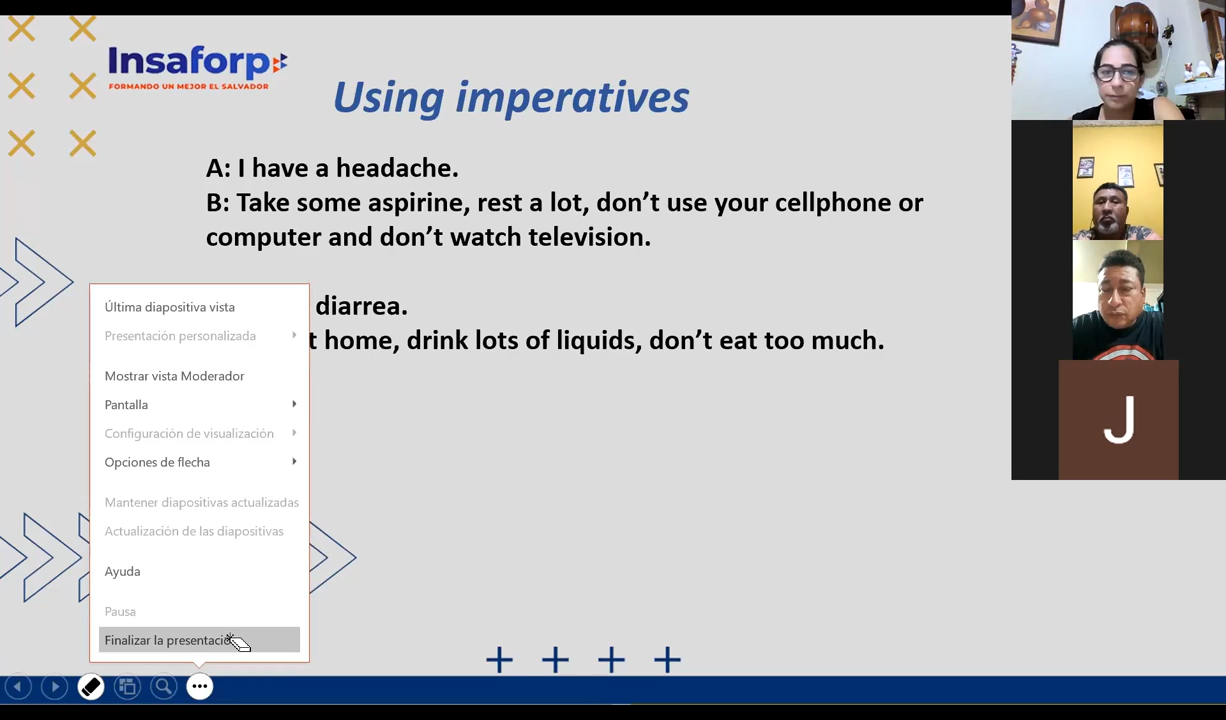 Insaforp
FORMANDO UN MEJOR EL SALVADOR
Using imperatives
A: I have a headache.
B: Take some aspirine, rest a lot, don't use your cellphone or
computer and don't watch television.
diarrea.
home, drink lots of liquids, don't eat too much.
Última diapositiva vista
Presentación personalizada
Mostrar vista Moderador
Pantalla
Configuración de visualización
Opciones de flecha
Mantener diapositivas actualizadas
Actualización de las diapositivas
Ayuda
Pausa
Finalizar la
J